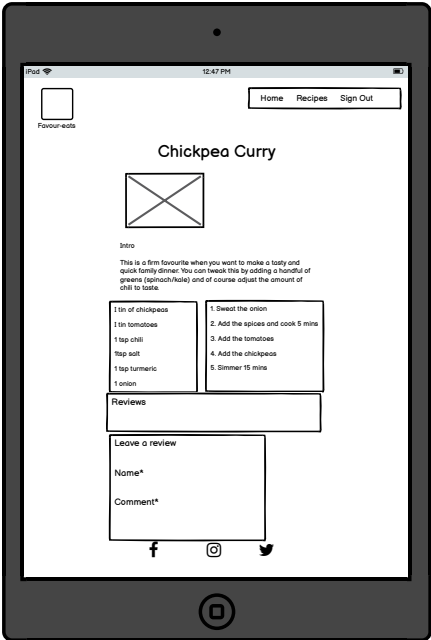 iPad
12:47 PM
Favour-eats
Home Recipes Sign Out
Chickpea Curry
Intro
This is a firm favourite when you want to make a tasty and
quick family dinner. You can tweak this by adding a handful of
greens (spinach/kale) and of course adjust the amount of
chili to taste.
1 tin of chickpeas
1 tin tomatoes
1 tsp chili
1tsp salt
1 tsp turmeric
1 onion
1. Sweat the onion
2. Add the spices and cook 5 mins
3. Add the tomatoes
4. Add the chickpeas
5. Simmer 15 mins
Reviews
Leave a review
Name*
Comment*